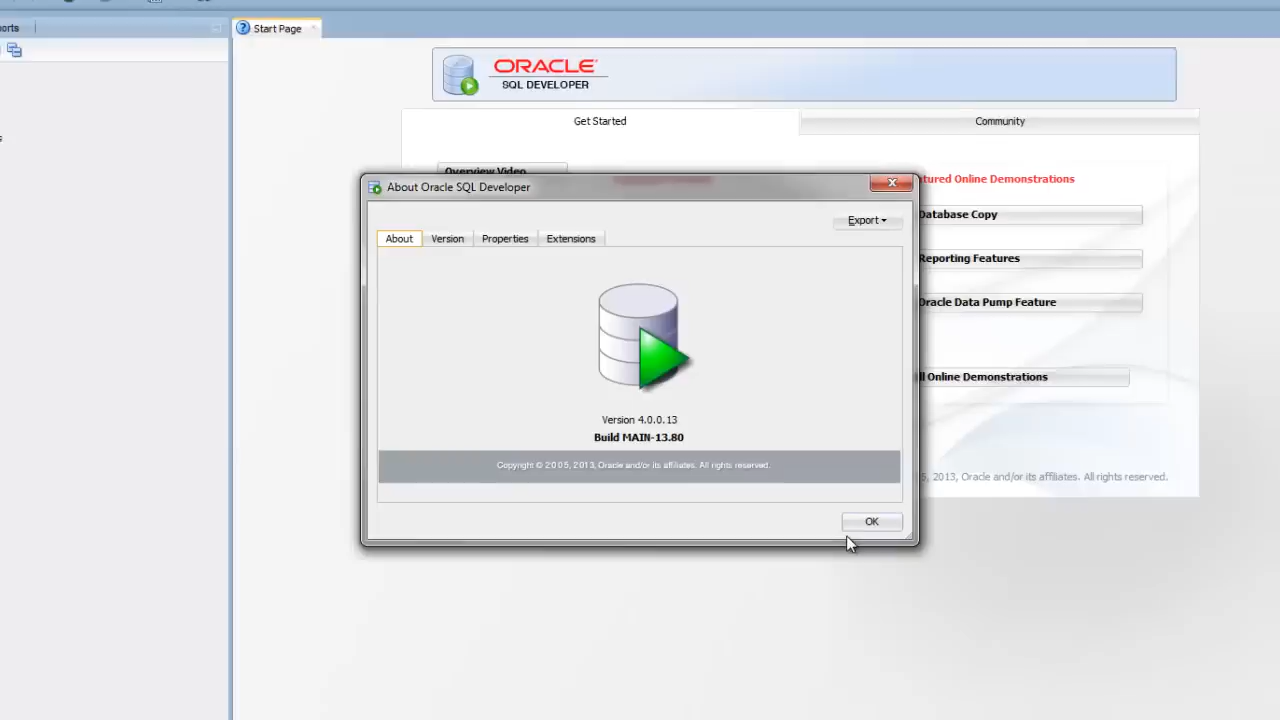 orts
Start Page
ORACLE
SQL DEVELOPER
Get Started
Community
Overview Video
tured Online Demonstrations
Database Copy
Reporting Features
Oracle Data Pump Feature
l Online Demonstrations
5, 2013, Oracle and/or its affiliates. All rights reserved.
About Oracle SQL Developer
Export
About
Version
Properties
Extensions
Version 4.0.0.13
Build MAIN-13.80
Copyright © 2005, 2013, Oracle and/or its affiliates. All rights reserved.
OK